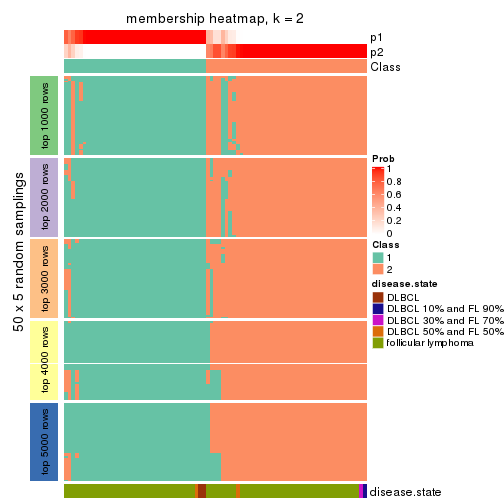 membership heatmap, k = 2
p1
p2
Class
50 x 5 random samplings
top 1000 rows
top 2000 rows
top 3000 rows
top 4000 rows
top 5000 rows
disease.state
Prob
1
0.8
0.6
0.4
0.2
0
Class
1
2
disease.state
DLBCL
DLBCL 10% and FL 90%
DLBCL 30% and FL 70%
DLBCL 50% and FL 50%
follicular lymphoma